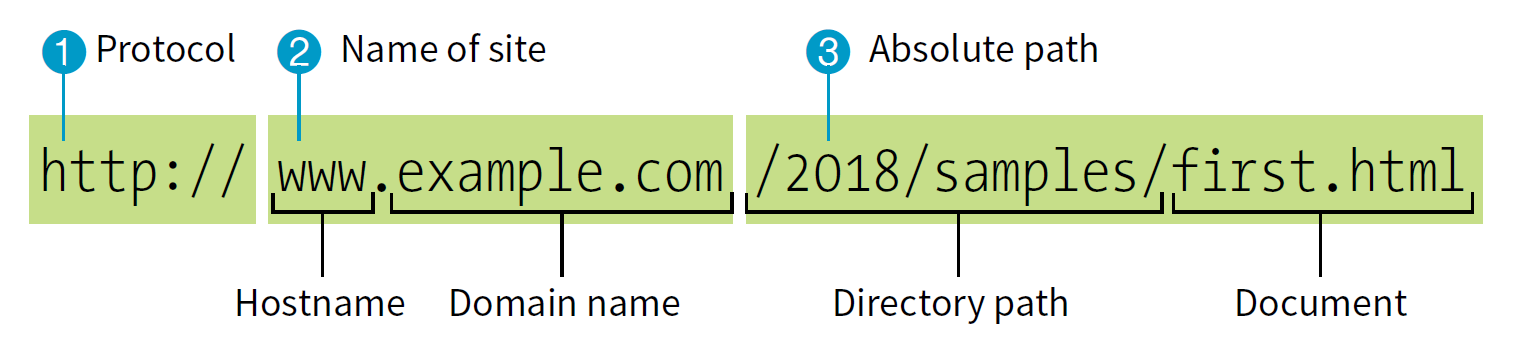 1 Protocol 2 Name of site 3 Absolute path
http:// www.example.com /2018/samples/first.html
Hostname Domain name Directory path Document